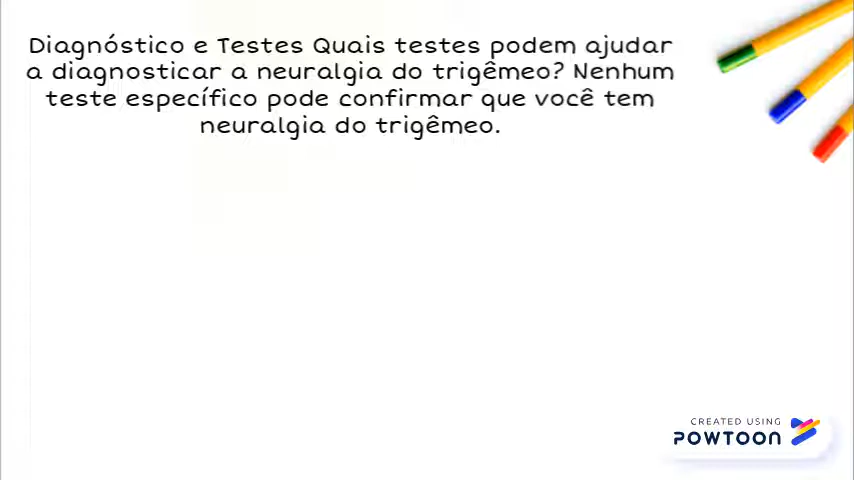 Diagnóstico e Testes Quais testes podem ajudar
a diagnosticar a neuralgia do trigêmeo? Nenhum
teste específico pode confirmar que você tem
neuralgia do trigêmeo.
CREATED USING
POWTOON